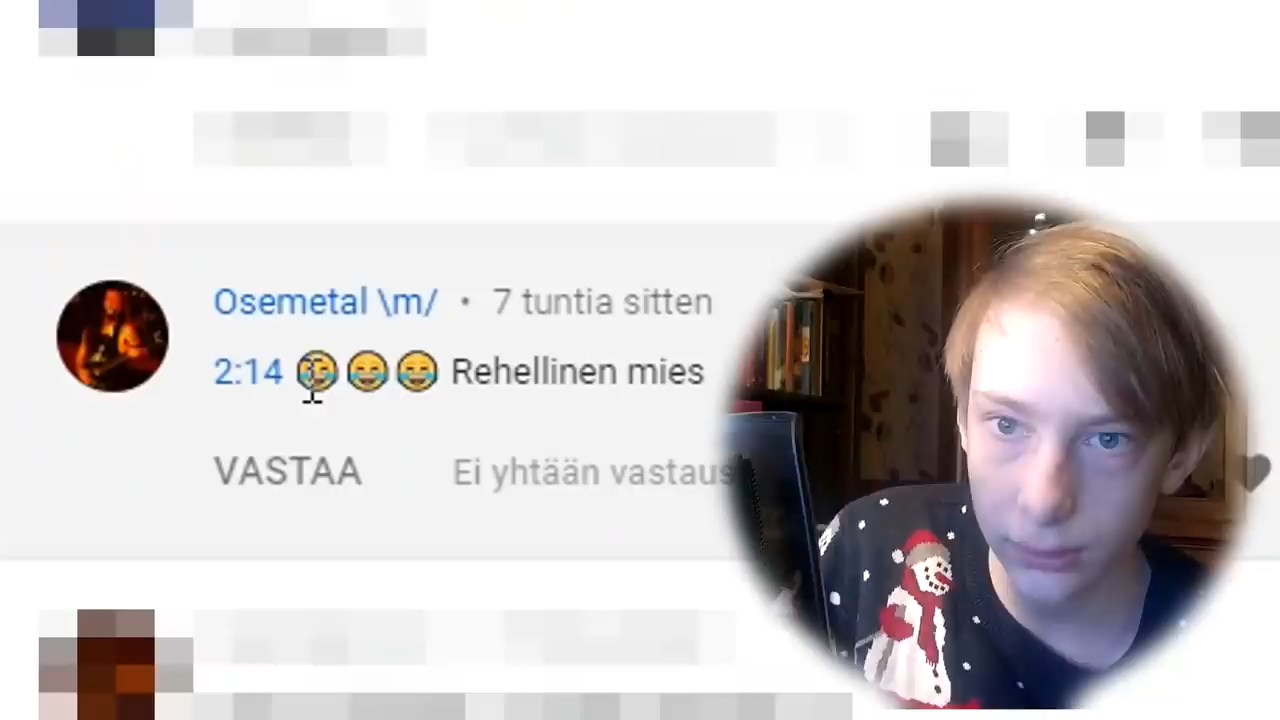 Osemetal \m/ • 7 tuntia sitten
2:14 😂😂😂 Rehellinen mies
VASTAA Ei yhtään vastaus